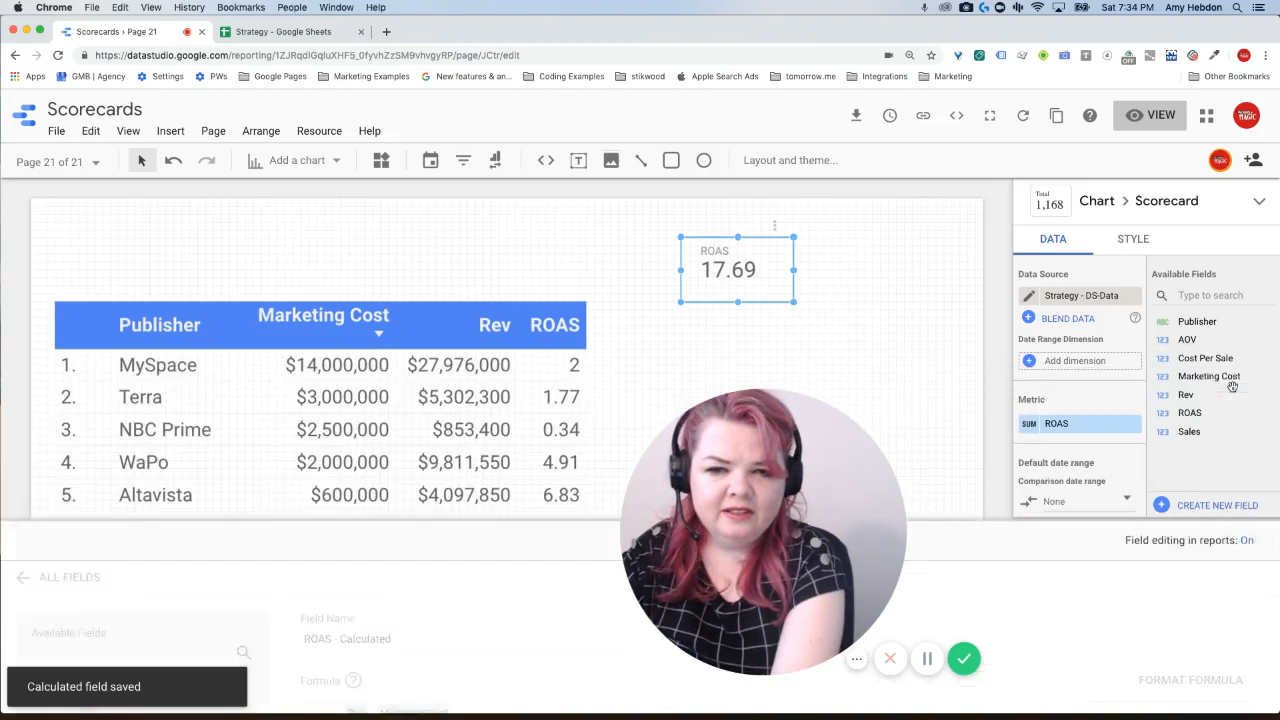 Chrome File Edit View History Bookmarks People Window Help
Sat 7:34 PM Amy Hebdon
Scorecards › Page 21
Strategy - Google Sheets
https://datastudio.google.com/reporting/1ZJRqdIGqluXHF5_0fyvhZzSM9vhvgyRP/page/JCtr/edit
Apps GMB | Agency Settings PWs Google Pages Marketing Examples New features & an... Coding Examples stikwood Apple Search Ads tomorrow.me Integrations Marketing Other Bookmarks
Scorecards
File Edit View Insert Page Arrange Resource Help
VIEW
Page 21 of 21
Add a chart
Layout and theme...
Total
1,168
Chart > Scorecard
DATA STYLE
Data Source
Strategy - DS-Data
BLEND DATA
Date Range Dimension
Add dimension
Metric
SUM ROAS
Default date range
Comparison date range
None
Available Fields
Type to search
ABC Publisher
123 AOV
123 Cost Per Sale
123 Marketing Cost
123 Rev
123 ROAS
123 Sales
CREATE NEW FIELD
ROAS
17.69
Publisher Marketing Cost Rev ROAS
1. MySpace $14,000,000 $27,976,000 2
2. Terra $3,000,000 $5,302,300 1.77
3. NBC Prime $2,500,000 $853,400 0.34
4. WaPo $2,000,000 $9,811,550 4.91
5. Altavista $600,000 $4,097,850 6.83
Field editing in reports: On
ALL FIELDS
Available Fields
Field Name
ROAS - Calculated
Formula
FORMAT FORMULA
Calculated field saved